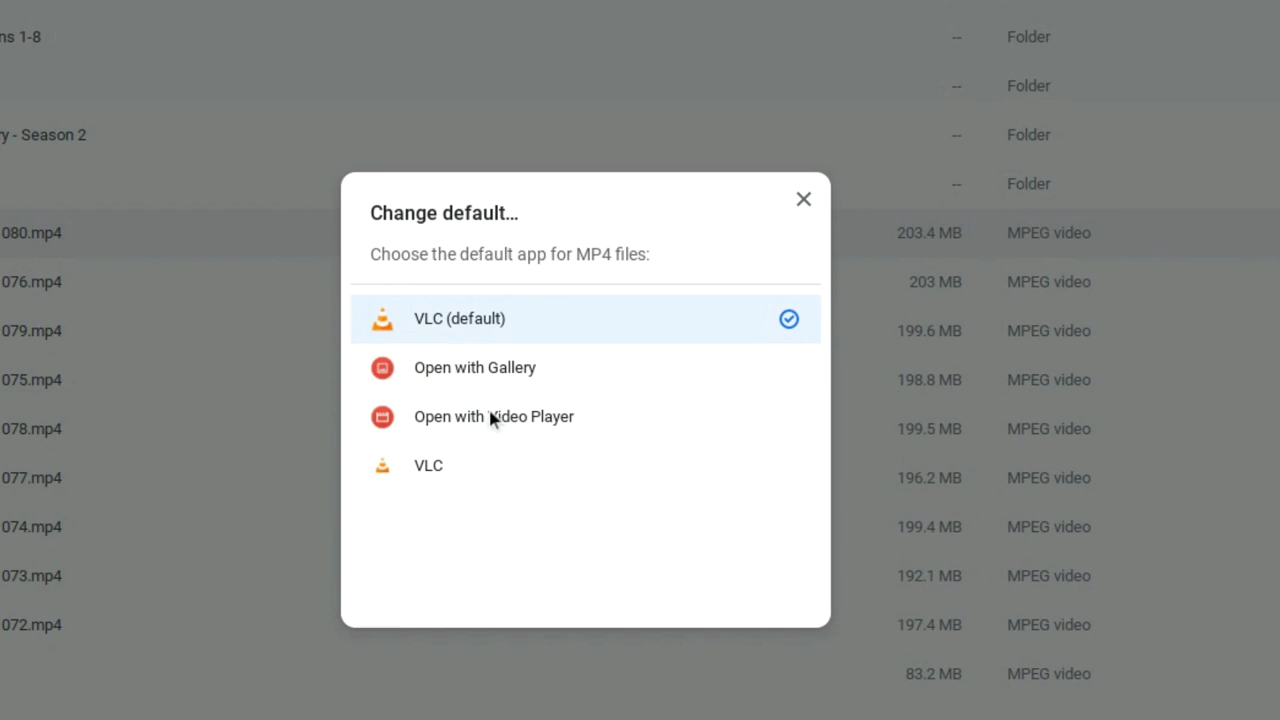 ns 1-8 -- Folder
-- Folder
ry - Season 2 -- Folder
-- Folder
Change default...
Choose the default app for MP4 files:
080.mp4 203.4 MB MPEG video
076.mp4 203 MB MPEG video
VLC (default)
079.mp4 199.6 MB MPEG video
Open with Gallery
075.mp4 198.8 MB MPEG video
Open with Video Player
078.mp4 199.5 MB MPEG video
VLC
077.mp4 196.2 MB MPEG video
074.mp4 199.4 MB MPEG video
073.mp4 192.1 MB MPEG video
072.mp4 197.4 MB MPEG video
83.2 MB MPEG video